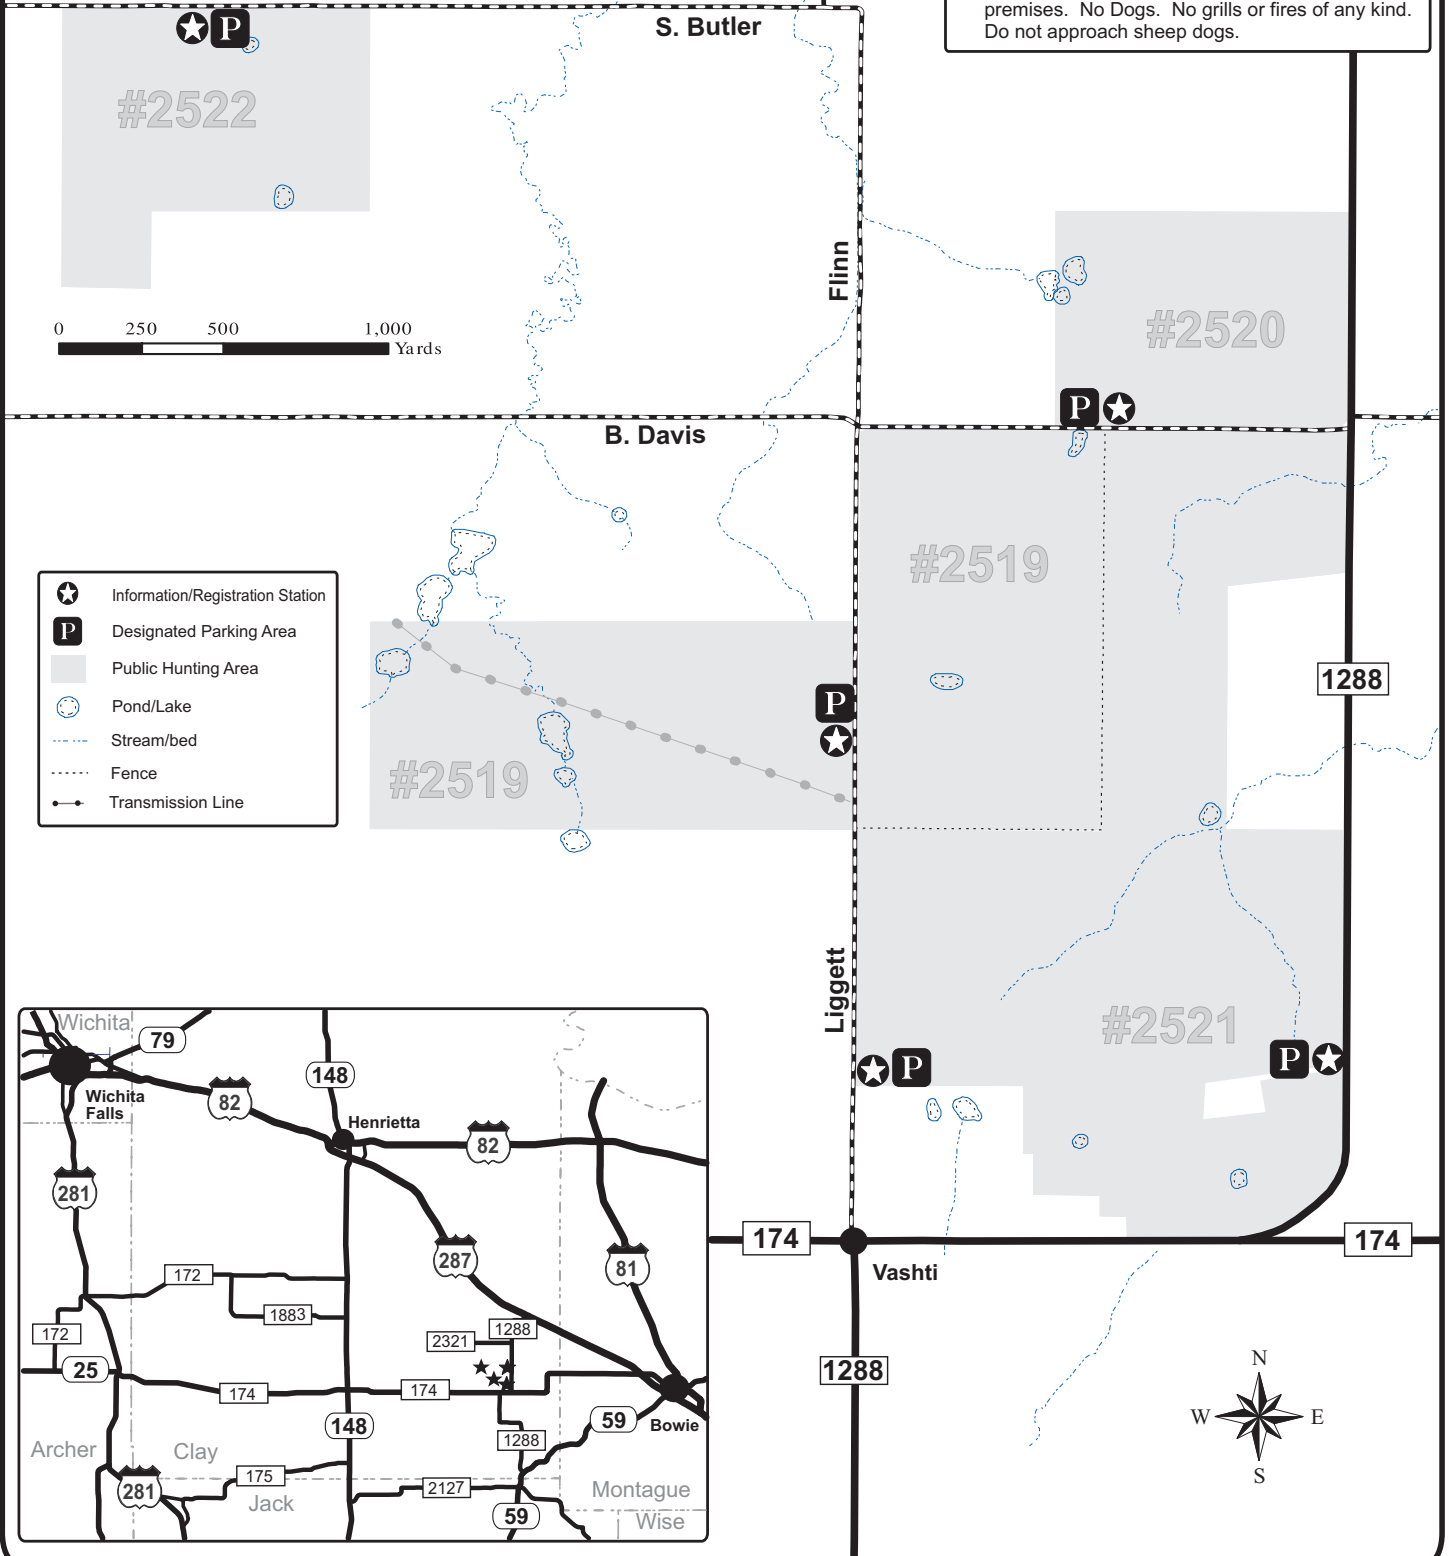 premises.  No Dogs.  No grills or fires of any kind.
Do not approach sheep dogs.
P
S. Butler
#2522
Flinn
#2520
0 250 500 1,000
Yards
P
B. Davis
#2519
Information/Registration Station
P Designated Parking Area
Public Hunting Area
Pond/Lake
Stream/bed
Fence
Transmission Line
1288
P
#2519
Liggett
#2521
P
P
174
174
Vashti
1288
N
W E
S
Wichita
79
Wichita
Falls
82
148
Henrietta
82
281
287
81
172
1883
172
2321
1288
25
174
174
148
59
Bowie
1288
Archer
Clay
281
175
Jack
2127
59
Montague
Wise